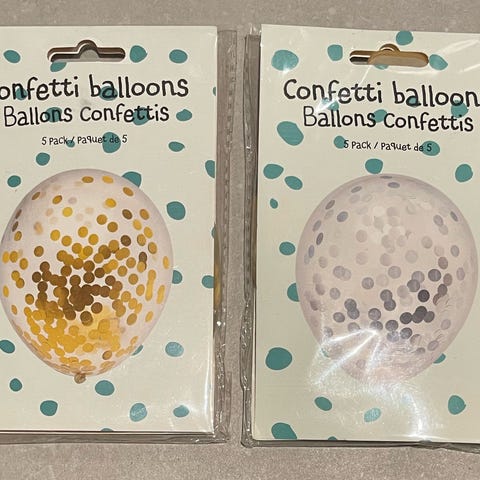 onfetti balloons
Ballons Confettis
5 Pack / Paquet de 5
Confetti balloon
Ballons Confettis
5 Pack / Paquet de 5